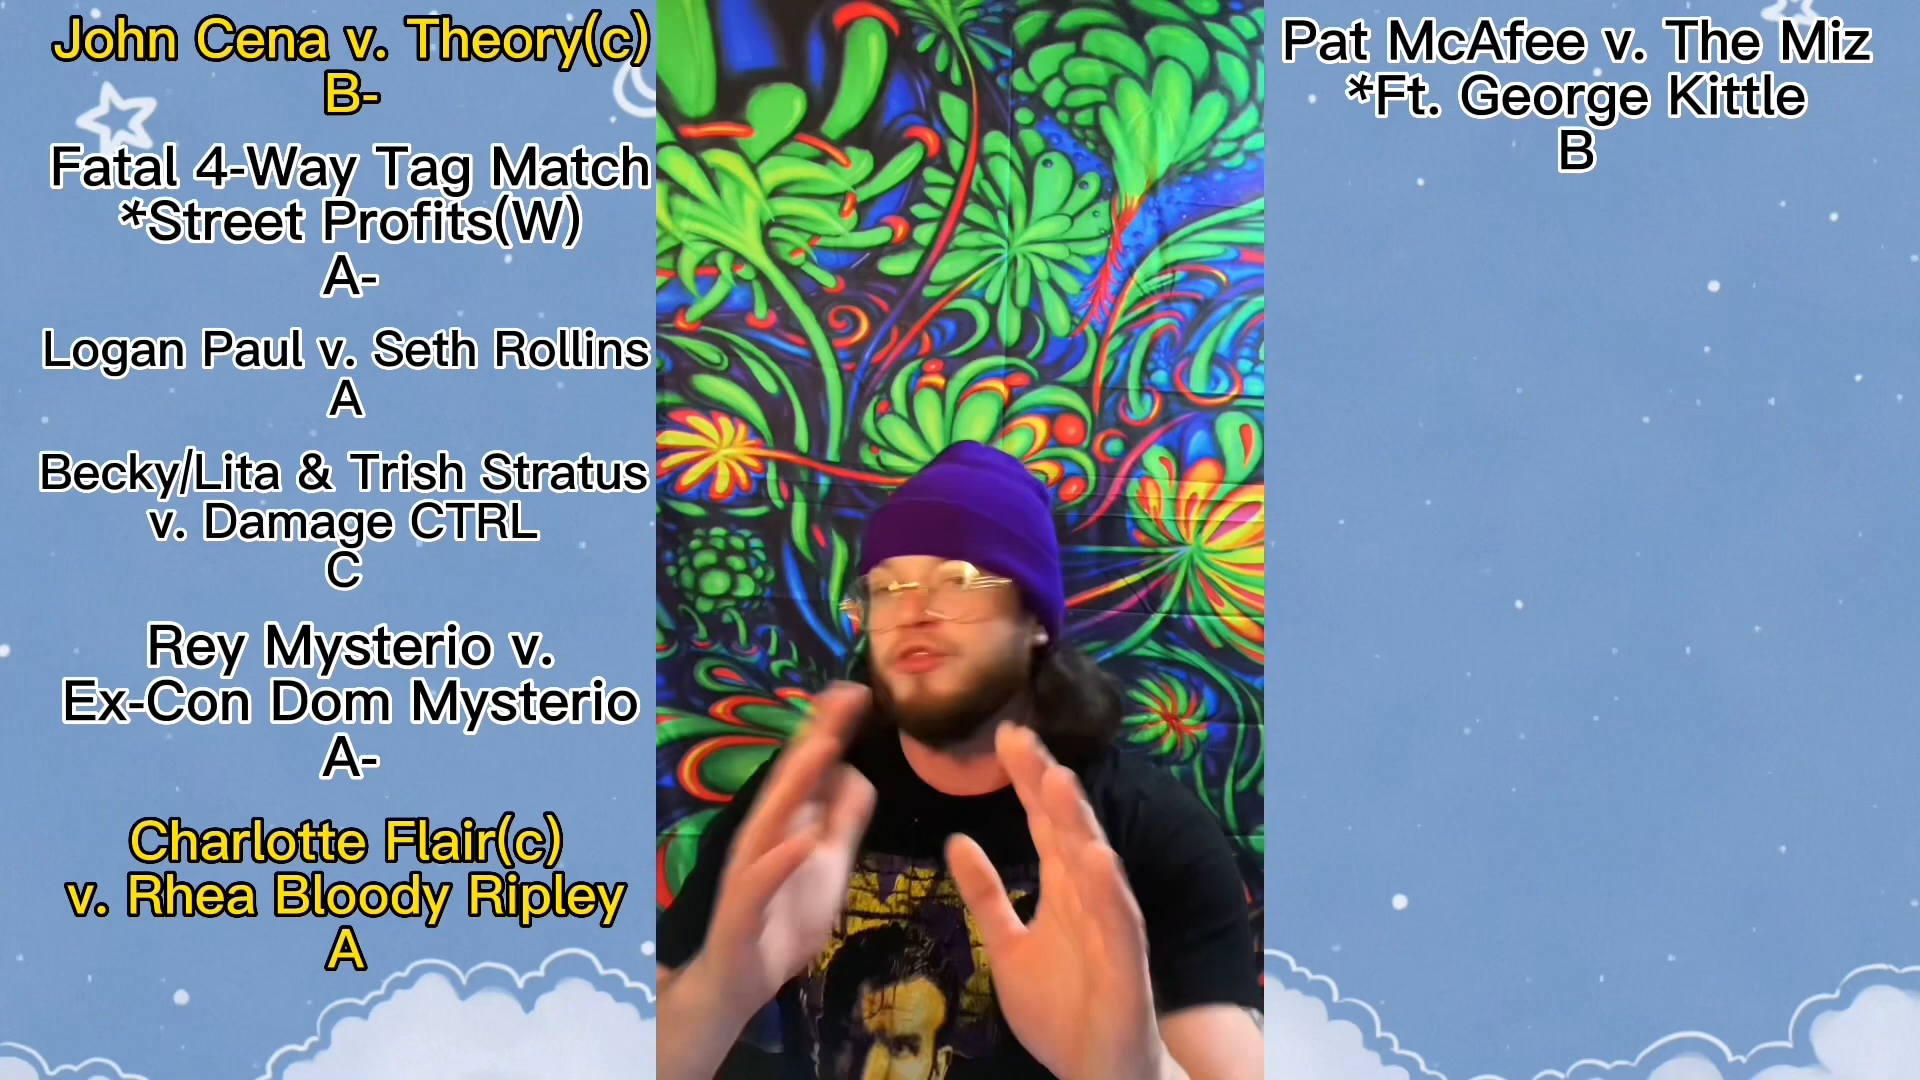 John Cena v. Theory(c)
B-
Fatal 4-Way Tag Match
*Street Profits(W)
A-
Logan Paul v. Seth Rollins
A
Becky/Lita & Trish Stratus
v. Damage CTRL
C
Rey Mysterio v.
Ex-Con Dom Mysterio
A-
Charlotte Flair(c)
v. Rhea Bloody Ripley
A
Pat McAfee v. The Miz
*Ft. George Kittle
B